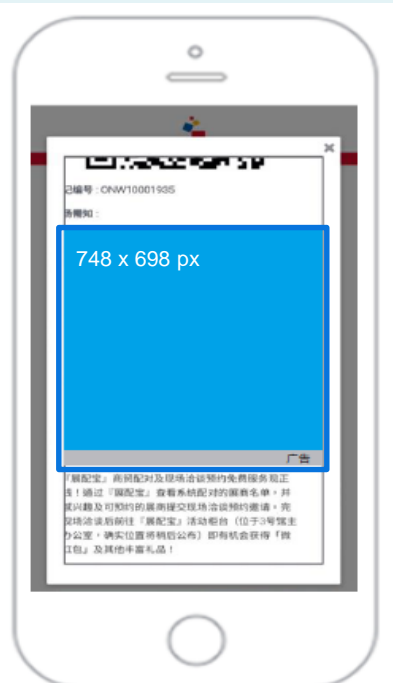 记编号 : ONW10001935
场需知 :
748 x 698 px
广告
『展配宝』商贸配对及现场洽谈预约免费服务现正
线！通过『展配宝』查看系统配对的展商名单，并
就兴趣及可预约的展商提交现场洽谈预约邀请，完
现场洽谈后前往『展配宝』活动柜台（位于3号馆主
办公室，确实位置将稍后公布）即有机会获得『微
红包』及其他丰富礼品！